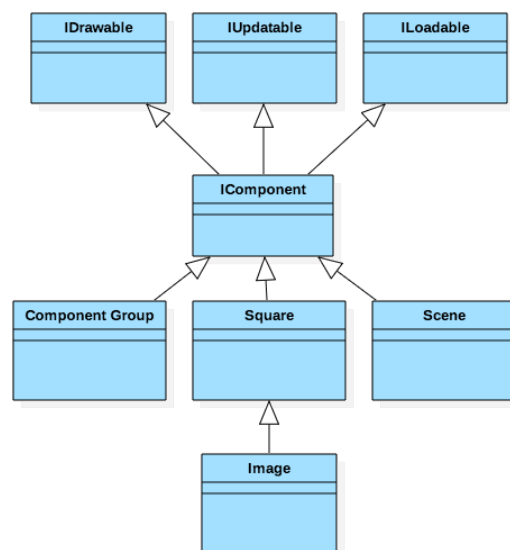 IDrawable
IUpdatable
ILoadable
IComponent
Component Group
Square
Scene
Image